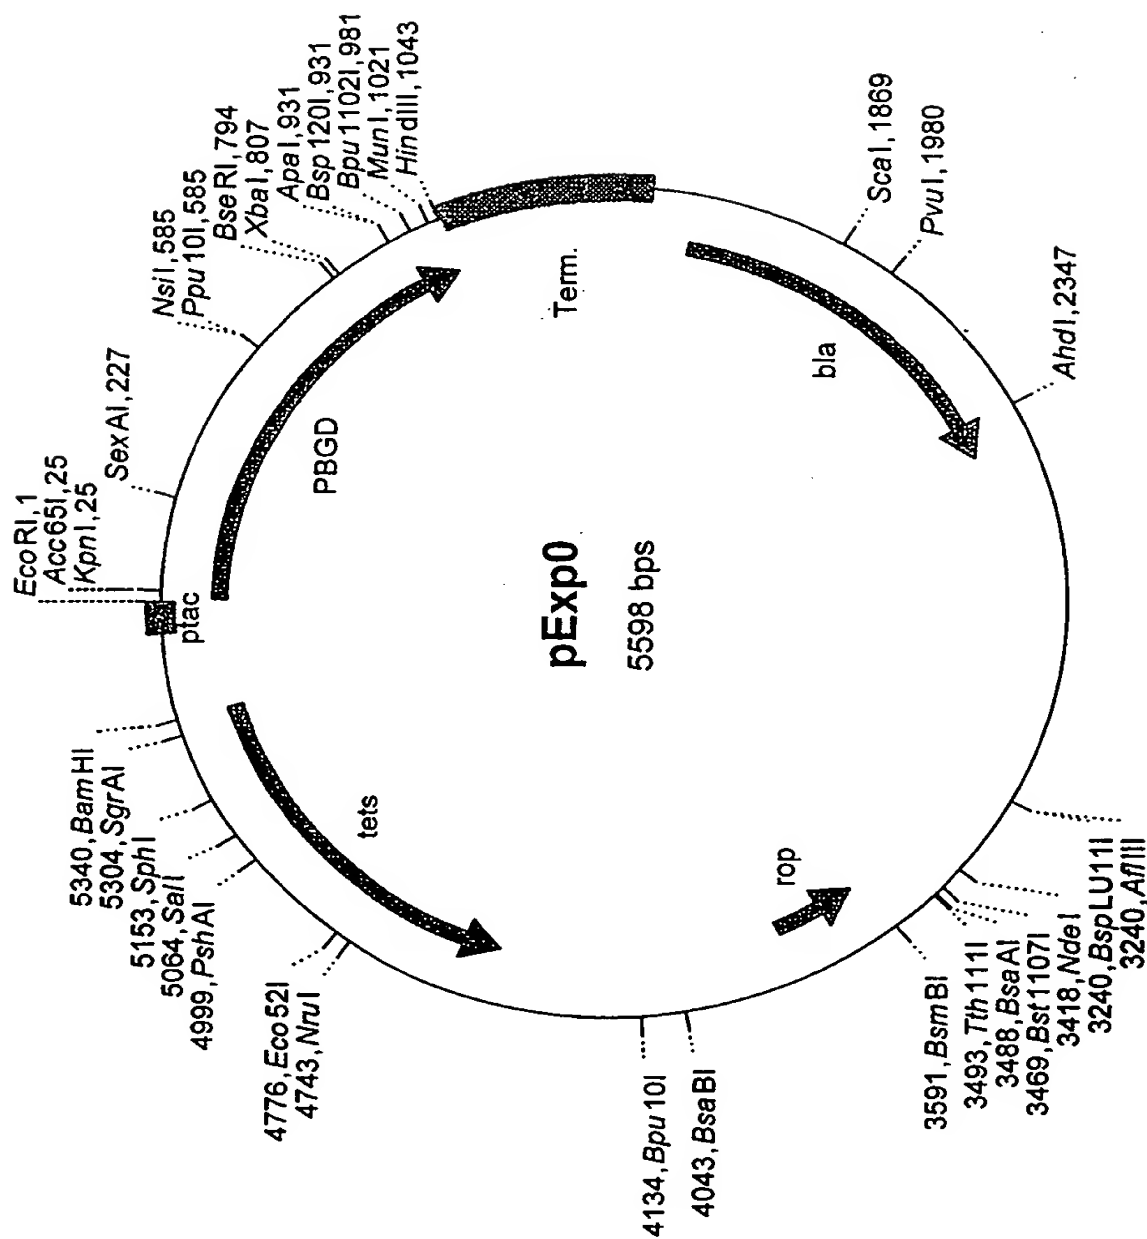 EcoRI,1
Acc65I,25
KpnI,25
SexAI,227
NsiI,585
Ppu10I,585
BseRI,794
XbaI,807
ApaI,931
Bsp120I,931
Bpu1102I,981
MunI,1021
HindIII,1043
ScaI,1869
PvuI,1980
AhdI,2347
ptac
PBGD
Term.
bla
pExp0
5598 bps
tets
rop
5340,BamHI
5304,SgrAI
5153,SphI
5064,SalI
4999,PshAI
4776,Eco52I
4743,NruI
4134,Bpu10I
4043,BsaBI
3591,BsmBI
3493,Tth111I
3488,BsaAI
3469,Bst1107I
3418,NdeI
3240,BspLU11I
3240,AflIII